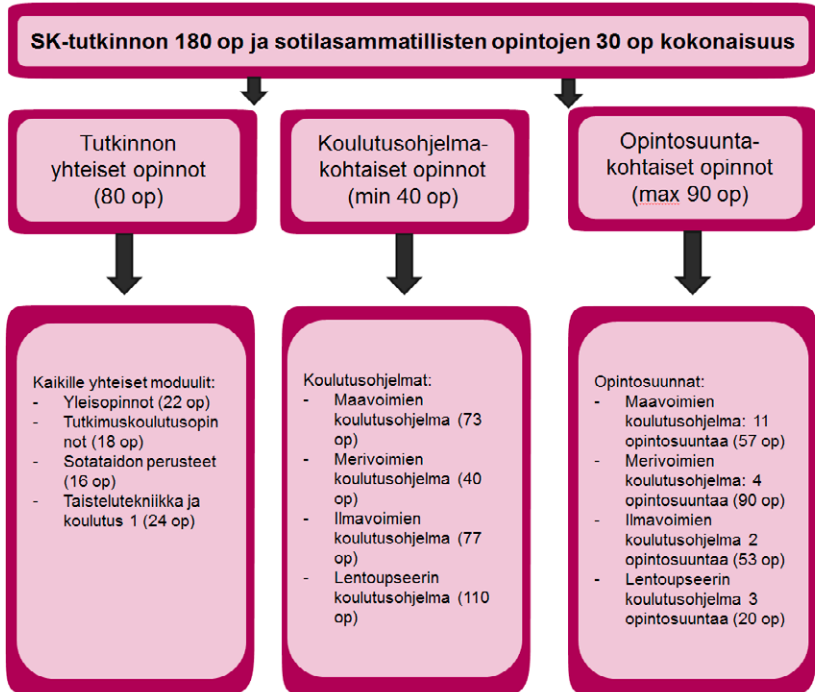 SK-tutkinnon 180 op ja sotilasammatillisten opintojen 30 op kokonaisuus
Tutkinnon
yhteiset opinnot
(80 op)
Koulutusohjelma-
kohtaiset opinnot
(min 40 op)
Opintosuunta-
kohtaiset opinnot
(max 90 op)
Kaikille yhteiset moduulit:
- Yleisopinnot (22 op)
- Tutkimuskoulutusopin
not (18 op)
- Sotataidon perusteet
(16 op)
- Taistelutekniikka ja
koulutus 1 (24 op)
Koulutusohjelmat:
- Maavoimien
koulutusohjelma (73
op)
- Merivoimien
koulutusohjelma (40
op)
- Ilmavoimien
koulutusohjelma (77
op)
- Lentoupseerin
koulutusohjelma (110
op)
Opintosuunnat:
- Maavoimien
koulutusohjelma: 11
opintosuuntaa (57 op)
- Merivoimien
koulutusohjelma: 4
opintosuuntaa (90 op)
- Ilmavoimien
koulutusohjelma 2
opintosuuntaa (53 op)
- Lentoupseerin
koulutusohjelma 3
opintosuuntaa (20 op)